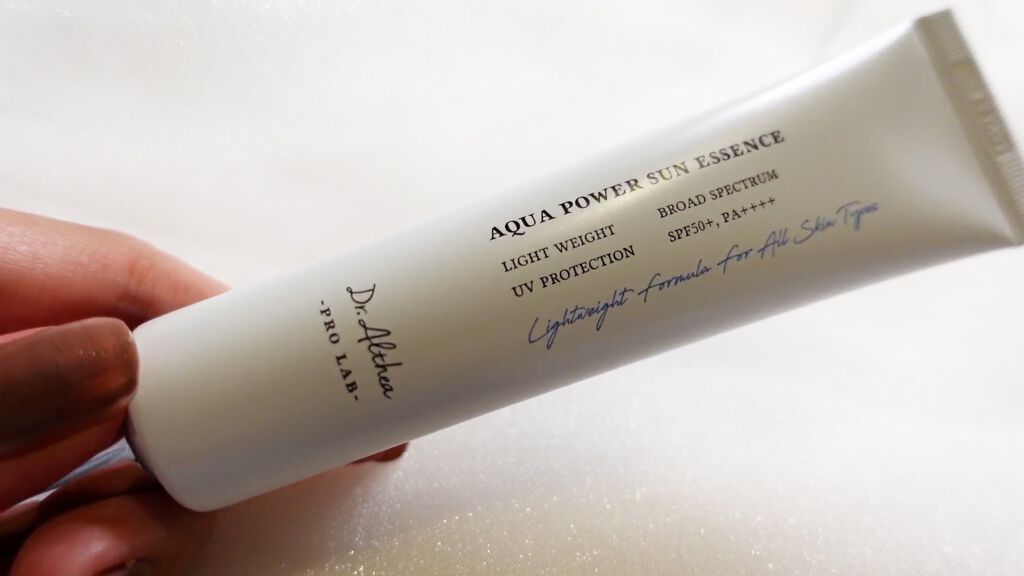 AQUA POWER SUN ESSENCE
LIGHT WEIGHT
UV PROTECTION
BROAD SPECTRUM
SPF50+, PA++++
Lightweight formula for All Skin Types
Dr.Althea
-PRO LAB-